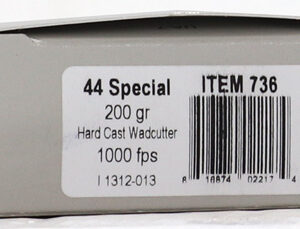 44 Special ITEM 736
200 gr
Hard Cast Wadcutter
1000 fps
I 1312-013
8 16874 02217 4